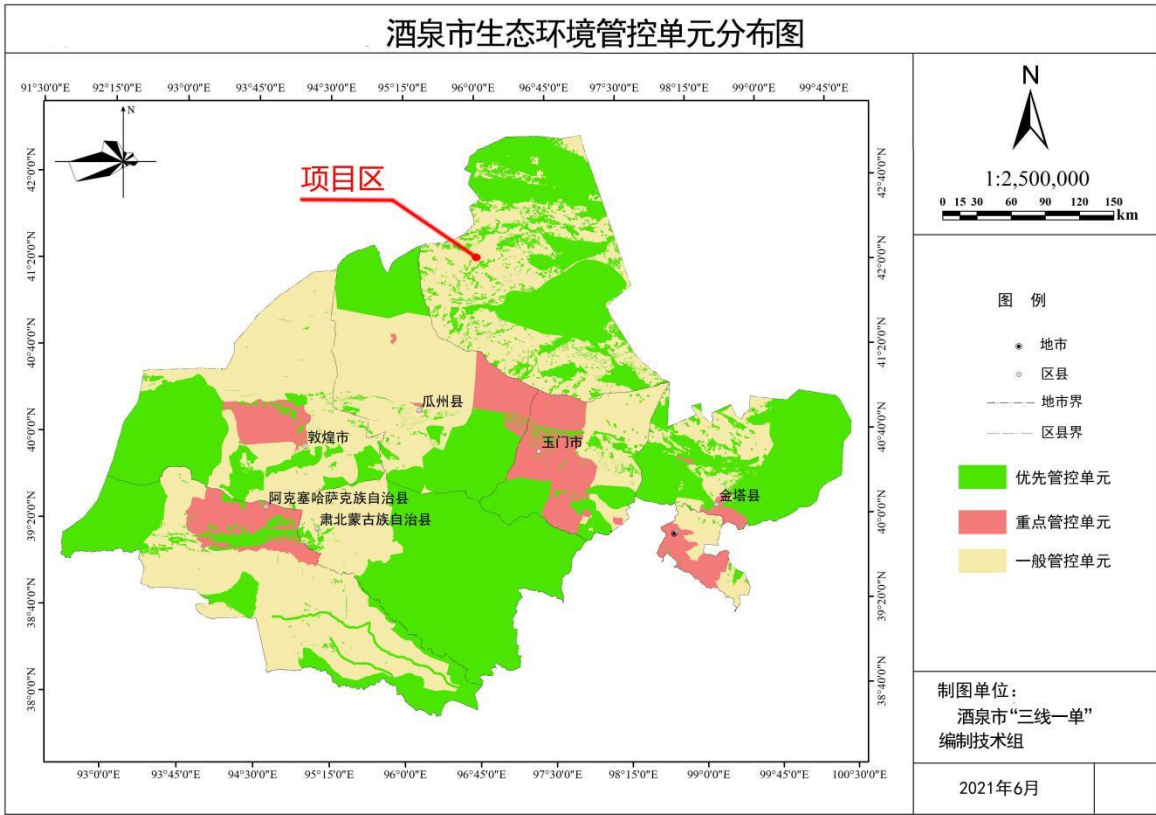 酒泉市生态环境管控单元分布图
91°30'0"E 92°15'0"E 93°0'0"E 93°45'0"E 94°30'0"E 95°15'0"E 96°0'0"E 96°45'0"E 97°30'0"E 98°15'0"E 99°0'0"E 99°45'0"E
N
N
1:2,500,000
0 15 30 60 90 120 150
km
42°0'0"N
41°20'0"N
40°40'0"N
40°0'0"N
39°20'0"N
38°40'0"N
38°0'0"N
42°40'0"N
42°0'0"N
41°20'0"N
40°40'0"N
40°0'0"N
39°20'0"N
38°40'0"N
项目区
瓜州县
敦煌市
玉门市
阿克塞哈萨克族自治县
金塔县
肃北蒙古族自治县
图 例
地市
区县
地市界
区县界
优先管控单元
重点管控单元
一般管控单元
制图单位：
酒泉市“三线一单”
编制技术组
2021年6月
93°0'0"E 93°45'0"E 94°30'0"E 95°15'0"E 96°0'0"E 96°45'0"E 97°30'0"E 98°15'0"E 99°0'0"E 99°45'0"E 100°30'0"E